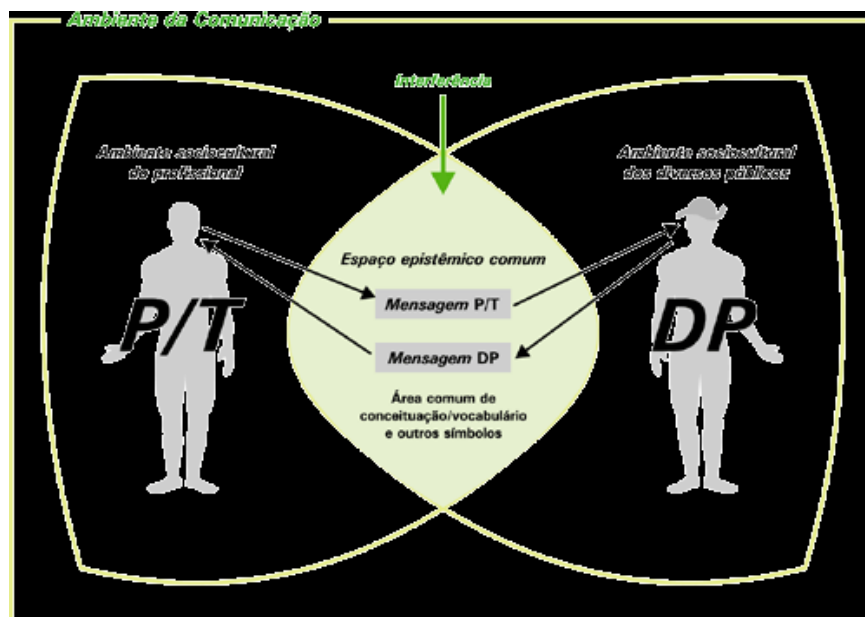 Ambiente da Comunicação
Interferência
Ambiente sociocultural
do profissional
Ambiente sociocultural
dos diversos públicos
Espaço epistêmico comum
Mensagem P/T
Mensagem DP
P/T
DP
Área comum de
conceituação/vocabulário
e outros símbolos